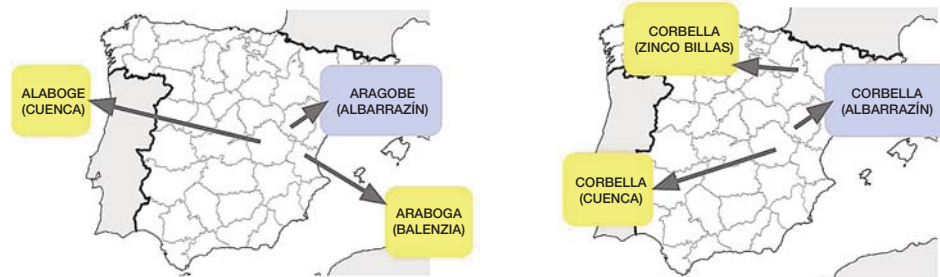 ALABOGE
(CUENCA)
ARAGOBE
(ALBARRAZÍN)
ARABOGA
(BALENZIA)
CORBELLA
(ZINCO BILLAS)
CORBELLA
(ALBARRAZÍN)
CORBELLA
(CUENCA)